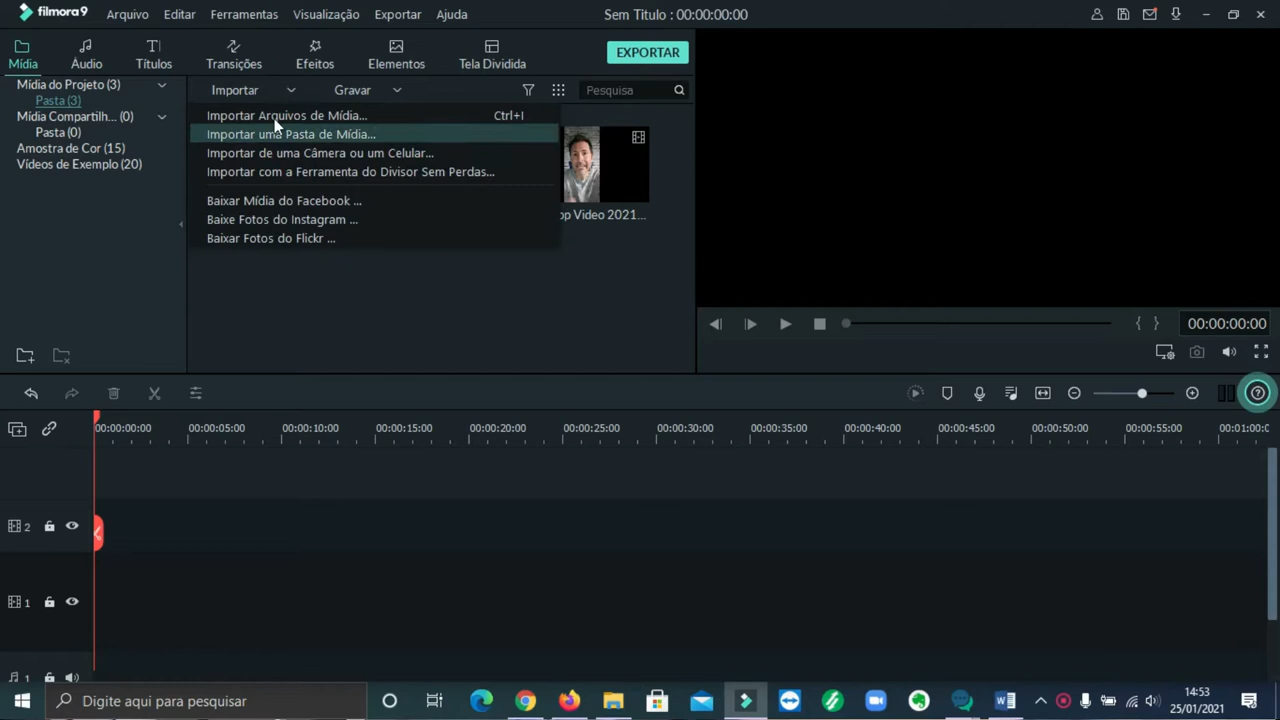 filmora9 Arquivo Editar Ferramentas Visualização Exportar Ajuda Sem Titulo : 00:00:00:00
Mídia Áudio Títulos Transições Efeitos Elementos Tela Dividida EXPORTAR
Mídia do Projeto (3)
Pasta (3)
Mídia Compartilh... (0)
Pasta (0)
Amostra de Cor (15)
Vídeos de Exemplo (20)
Importar Gravar Pesquisa
Importar Arquivos de Mídia... Ctrl+I
Importar uma Pasta de Mídia...
Importar de uma Câmera ou um Celular...
Importar com a Ferramenta do Divisor Sem Perdas...
Baixar Mídia do Facebook ...
Baixe Fotos do Instagram ...
Baixar Fotos do Flickr ...
pp Video 2021...
{ } 00:00:00:00
00:00:00:00 00:00:05:00 00:00:10:00 00:00:15:00 00:00:20:00 00:00:25:00 00:00:30:00 00:00:35:00 00:00:40:00 00:00:45:00 00:00:50:00 00:00:55:00 00:01:00:0
2
1
1
Digite aqui para pesquisar
14:53
25/01/2021